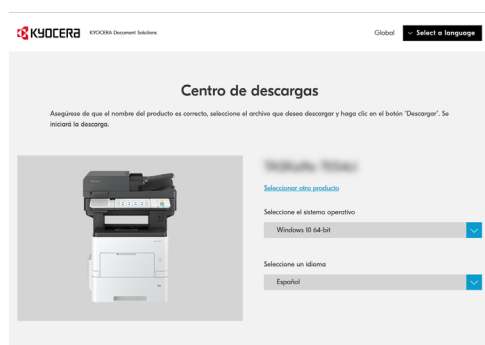 KYOCERA KYOCERA Document Solutions Global Select a language
Centro de descargas
Asegúrese de que el nombre del producto es correcto, seleccione el archivo que desea descargar y haga clic en el botón "Descargar". Se
iniciará la descarga.
Seleccionar otro producto
Seleccione el sistema operativo
Windows 10 64-bit
Seleccione un idioma
Español